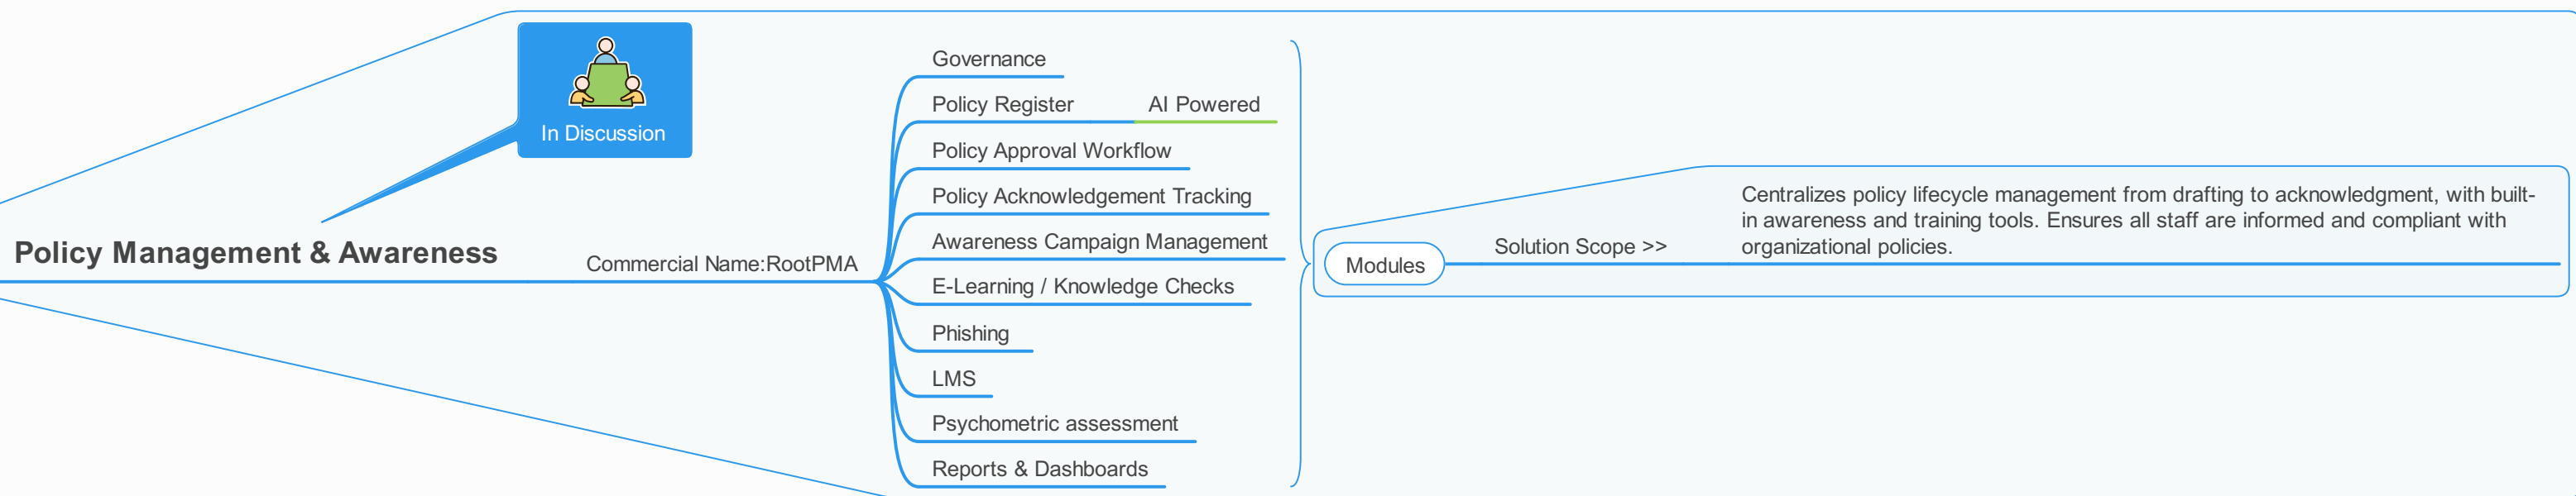 In Discussion
Policy Management & Awareness
Commercial Name:RootPMA
Governance
Policy Register
AI Powered
Policy Approval Workflow
Policy Acknowledgement Tracking
Awareness Campaign Management
E-Learning / Knowledge Checks
Phishing
LMS
Psychometric assessment
Reports & Dashboards
Modules
Solution Scope >>
Centralizes policy lifecycle management from drafting to acknowledgment, with built-
in awareness and training tools. Ensures all staff are informed and compliant with
organizational policies.